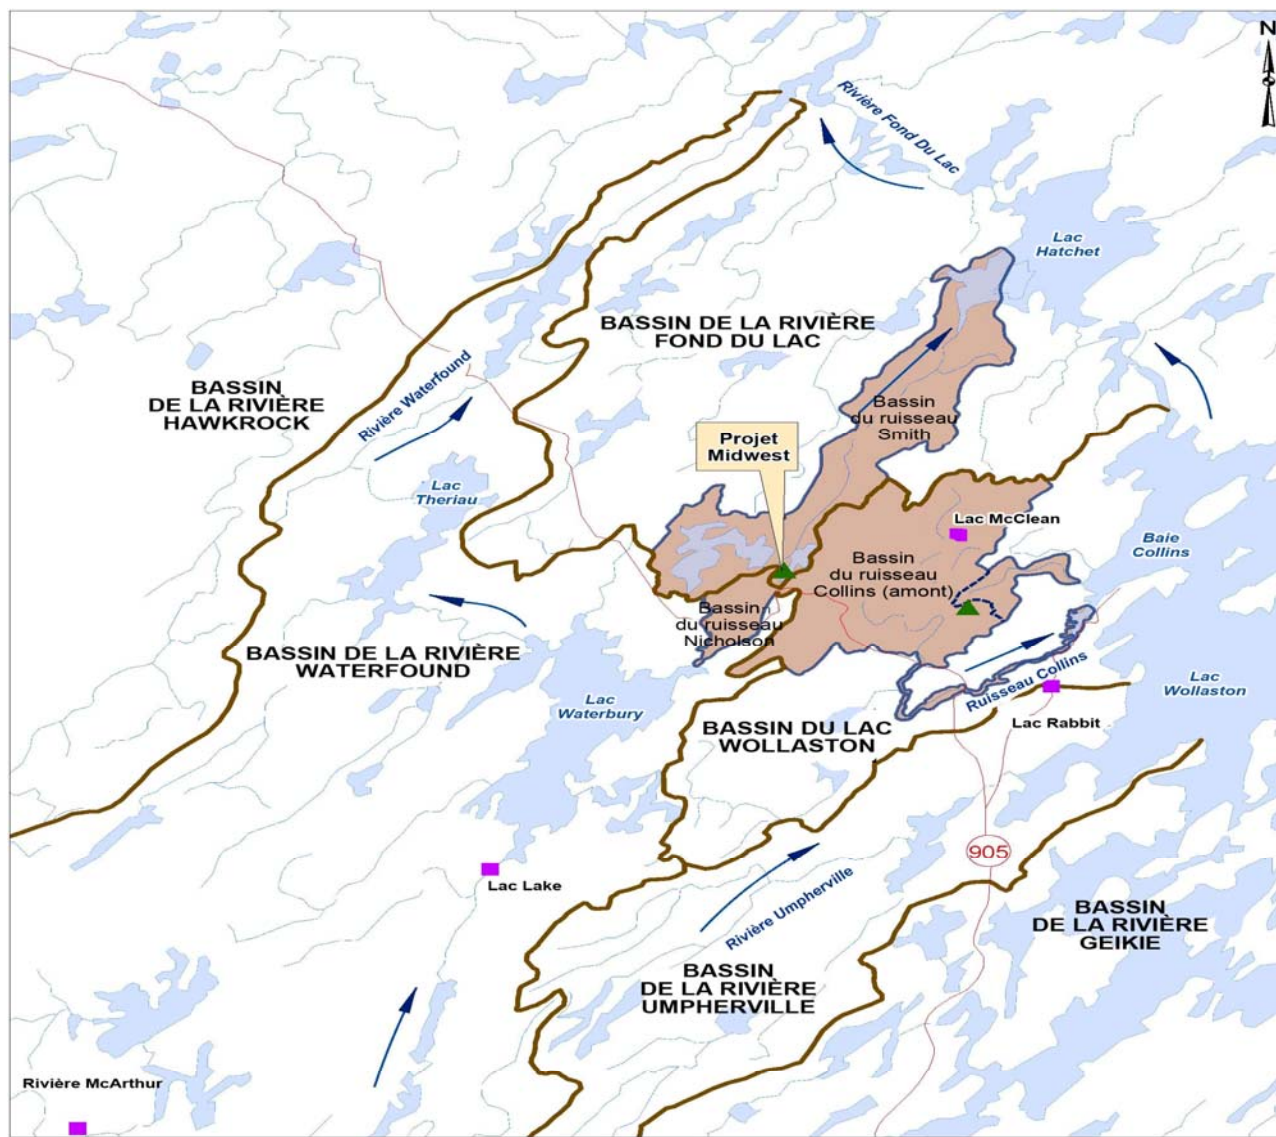 N
Rivière Fond Du Lac
Lac
Hatchet
BASSIN DE LA RIVIÈRE
FOND DU LAC
Rivière Waterfound
BASSIN
DE LA RIVIÈRE
HAWKROCK
Bassin
du ruisseau
Smith
Projet
Midwest
Lac
Theriau
Lac McClean
Baie
Collins
Bassin
du ruisseau
Collins (amont)
Bassin
du ruisseau
Nicholson
BASSIN DE LA RIVIÈRE
WATERFOUND
Lac
Waterbury
Ruisseau Collins
Lac
Wollaston
BASSIN DU LAC
WOLLASTON
Lac Rabbit
905
Lac Lake
Rivière Umpherville
BASSIN
DE LA RIVIÈRE
GEIKIE
BASSIN
DE LA RIVIÈRE
UMPHERVILLE
Rivière McArthur